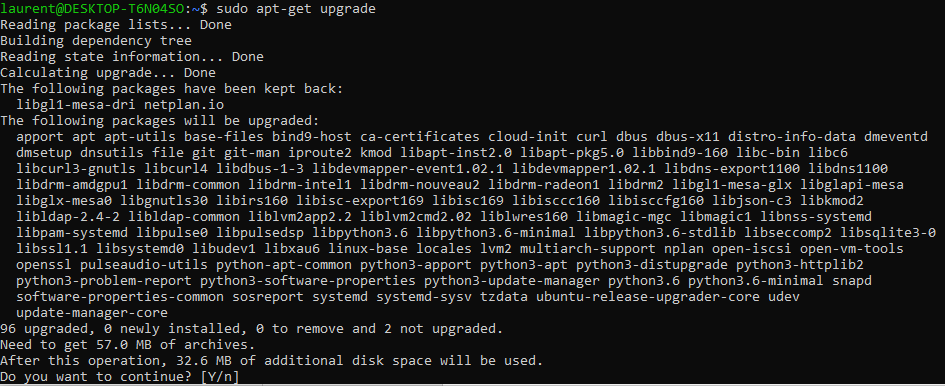 laurent@DESKTOP-T6N04SO:~$ sudo apt-get upgrade
Reading package lists... Done
Building dependency tree
Reading state information... Done
Calculating upgrade... Done
The following packages have been kept back:
  libgl1-mesa-dri netplan.io
The following packages will be upgraded:
  apport apt apt-utils base-files bind9-host ca-certificates cloud-init curl dbus dbus-x11 distro-info-data dmeventd
  dmsetup dnsutils file git git-man iproute2 kmod libapt-inst2.0 libapt-pkg5.0 libbind9-160 libc-bin libc6
  libcurl3-gnutls libcurl4 libdbus-1-3 libdevmapper-event1.02.1 libdevmapper1.02.1 libdns-export1100 libdns1100
  libdrm-amdgpu1 libdrm-common libdrm-intel1 libdrm-nouveau2 libdrm-radeon1 libdrm2 libgl1-mesa-glx libglapi-mesa
  libglx-mesa0 libgnutls30 libirs160 libisc-export169 libisc169 libisccc160 libisccfg160 libjson-c3 libkmod2
  libldap-2.4-2 libldap-common liblvm2app2.2 liblvm2cmd2.02 liblwres160 libmagic-mgc libmagic1 libnss-systemd
  libpam-systemd libpulse0 libpulsedsp libpython3.6 libpython3.6-minimal libpython3.6-stdlib libseccomp2 libsqlite3-0
  libssl1.1 libsystemd0 libudev1 libxau6 linux-base locales lvm2 multiarch-support nplan open-iscsi open-vm-tools
  openssl pulseaudio-utils python-apt-common python3-apport python3-apt python3-distupgrade python3-httplib2
  python3-problem-report python3-software-properties python3-update-manager python3.6 python3.6-minimal snapd
  software-properties-common sosreport systemd systemd-sysv tzdata ubuntu-release-upgrader-core udev
  update-manager-core
96 upgraded, 0 newly installed, 0 to remove and 2 not upgraded.
Need to get 57.0 MB of archives.
After this operation, 32.6 MB of additional disk space will be used.
Do you want to continue? [Y/n]